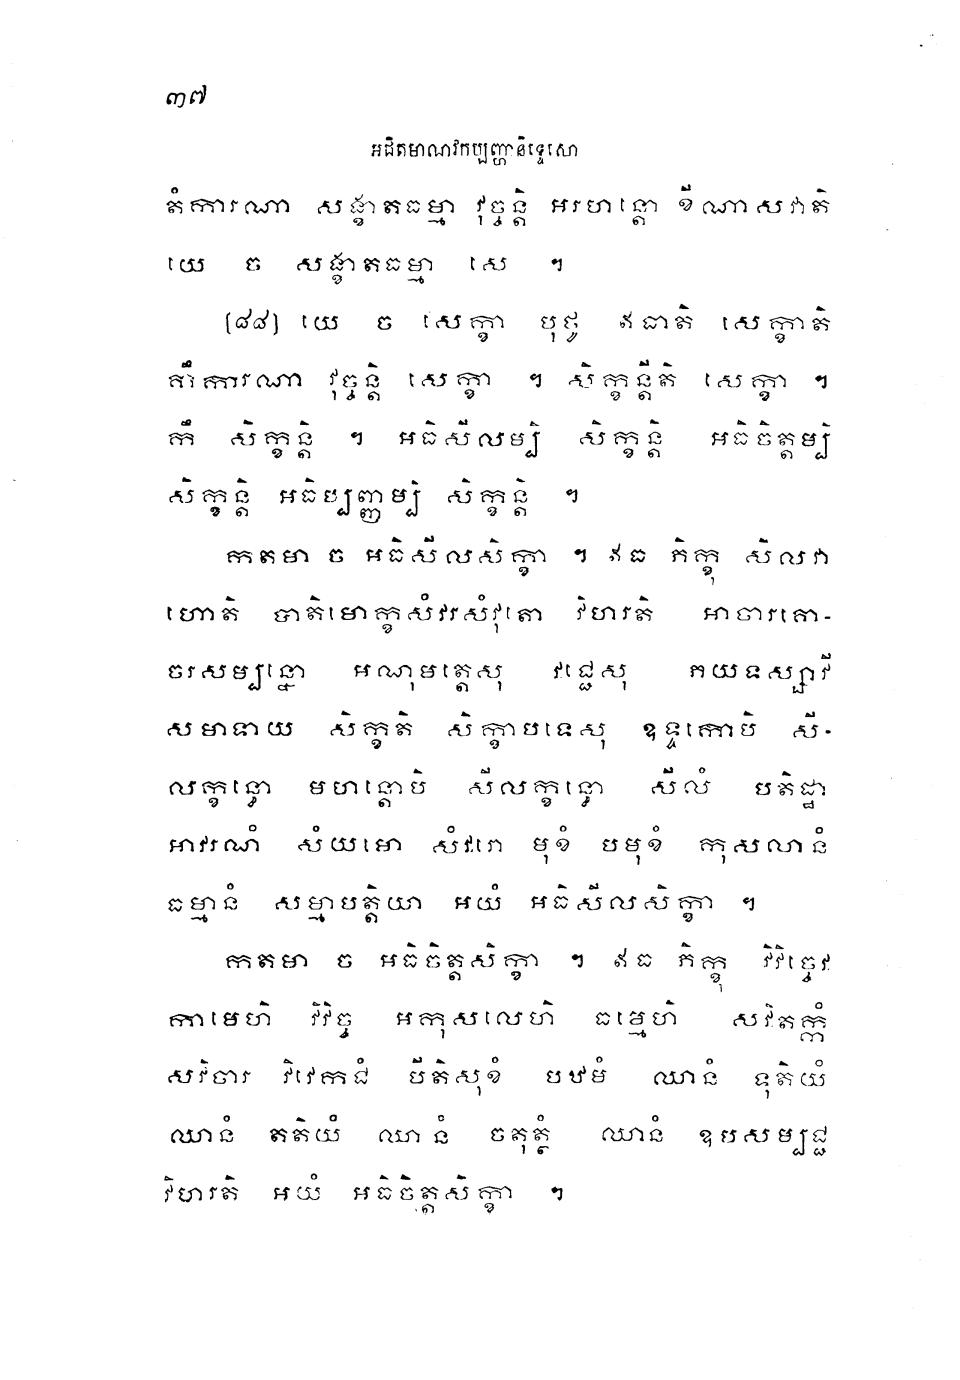 ៣៧
អជិតមាណវកប្បញ្ហានិទ្ទេសោ
តំការណា សង្ខាតធម្មា វុច្ចន្តិ អរហន្តោ ខីណាសវាតិ
យេ ច សង្ខាតធម្មា សេ ។
(៨៨) យេ ច សេក្ខា បុថូ ឥធាតិ សេក្ខាតិ
កឹការណា វុច្ចន្តិ សេក្ខា ។ សិក្ខន្តីតិ សេក្ខា ។
កឹ សិក្ខន្តិ ។ អធិសីលម្បិ សិក្ខន្តិ អធិចិត្តម្បិ
សិក្ខន្តិ អធិប្បញ្ញម្បិ សិក្ខន្តិ ។
កតមា ច អធិសីលសិក្ខា ។ ឥធ ភិក្ខុ សីលវា
ហោតិ បាតិមោក្ខសំវរសំវុតោ វិហរតិ អាចារគោ-
ចរសម្បន្នោ អណុមត្តេសុ វជ្ជេសុ ភយទស្សាវី
សមាទាយ សិក្ខតិ សិក្ខាបទេសុ ខុទ្ទកោបិ សី-
លក្ខន្ធោ មហន្តោបិ សីលក្ខន្ធោ សីលំ បតិដ្ឋា
អាវរណំ សំយមោ សំវរោ មុខំ បមុខំ កុសលានំ
ធម្មានំ សម្មាបត្តិយា អយំ អធិសីលសិក្ខា ។
កតមា ច អធិចិត្តសិក្ខា ។ ឥធ ភិក្ខុ វិវិច្ចេវ
កាមេហិ វិវិច្ច អកុសលេហិ ធម្មេហិ សវិតក្កំ
សវិចារំ វិវេកជំ បីតិសុខំ បឋមំ ឈានំ ទុតិយំ
ឈានំ តតិយំ ឈានំ ចតុត្ថំ ឈានំ ឧបសម្បជ្ជ
វិហរតិ អយំ អធិចិត្តសិក្ខា ។